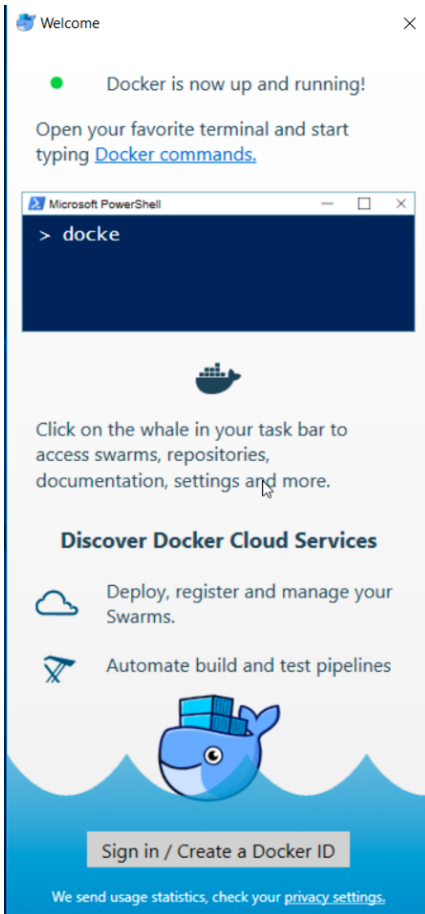 Welcome
Docker is now up and running!
Open your favorite terminal and start
typing Docker commands.
Microsoft PowerShell
> docke
Click on the whale in your task bar to
access swarms, repositories,
documentation, settings and more.
Discover Docker Cloud Services
Deploy, register and manage your
Swarms.
Automate build and test pipelines
Sign in / Create a Docker ID
We send usage statistics, check your privacy settings.